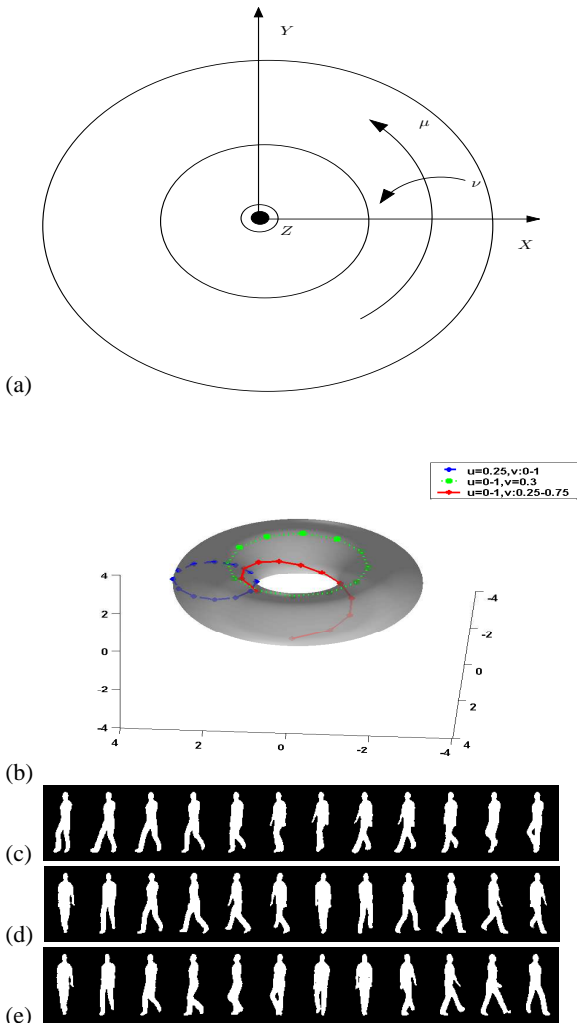 Y
μ
ν
Z
X
(a)
u=0.25,v:0-1
u=0-1,v=0.3
u=0-1,v:0.25-0.75
4
2
0
-2
-4
4
2
0
-2
-4
-4
-2
0
2
4
(b)
(c)
(d)
(e)